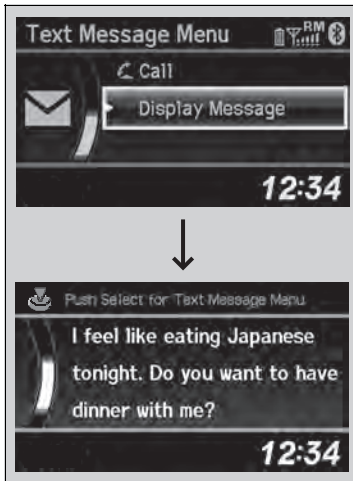 Text Message Menu RM
Call
Display Message
12:34
Push Select for Text Message Menu
I feel like eating Japanese
tonight. Do you want to have
dinner with me?
12:34